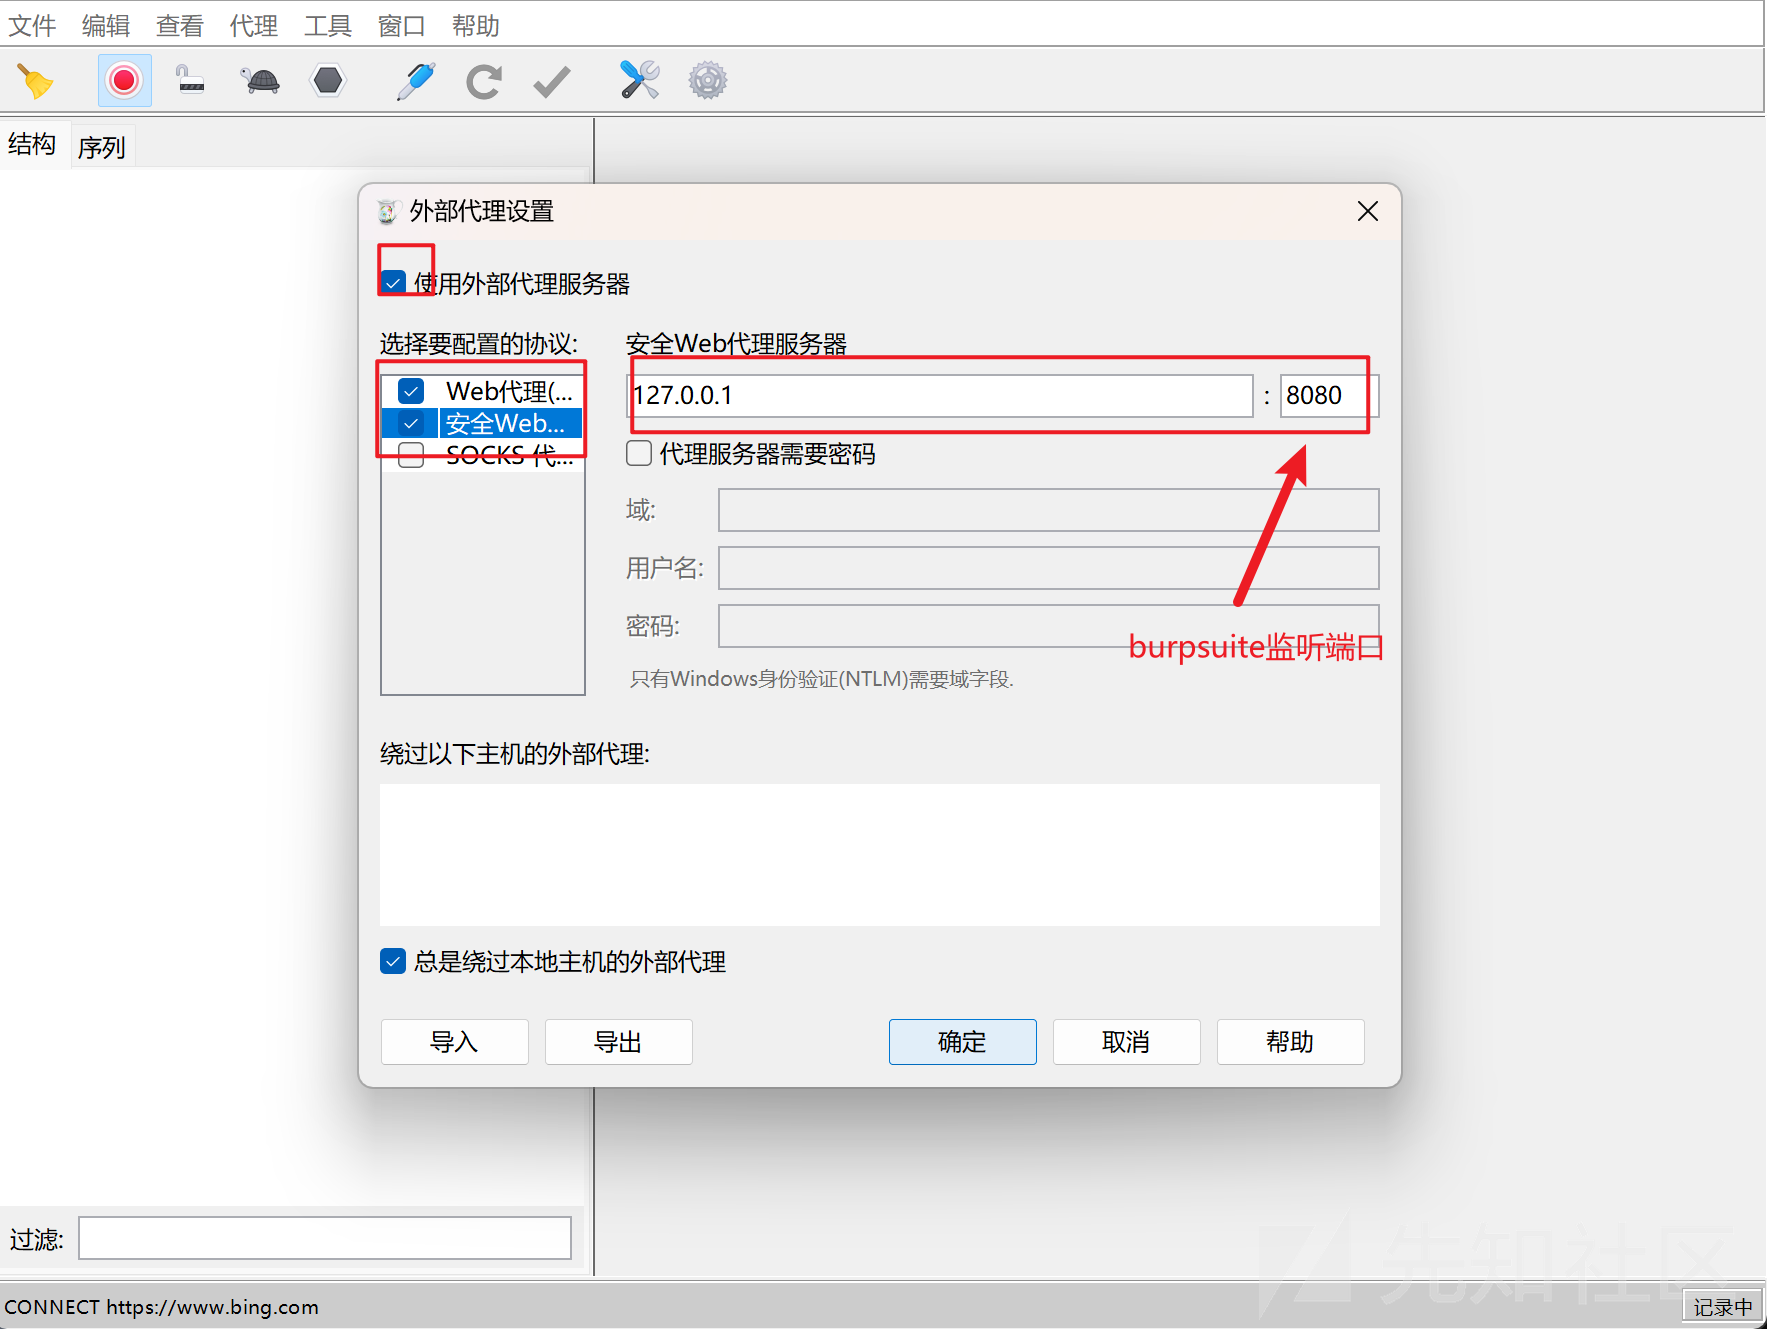 文件 编辑 查看 代理 工具 窗口 帮助
结构 序列
外部代理设置
使用外部代理服务器
选择要配置的协议: 安全Web代理服务器
Web代理(...
127.0.0.1 : 8080
安全Web...
SOCKS 代...
代理服务器需要密码
域:
用户名:
密码:
burpsuite监听端口
只有Windows身份验证(NTLM)需要域字段.
绕过以下主机的外部代理:
总是绕过本地主机的外部代理
导入 导出 确定 取消 帮助
过滤:
先知社区
CONNECT https://www.bing.com
记录中